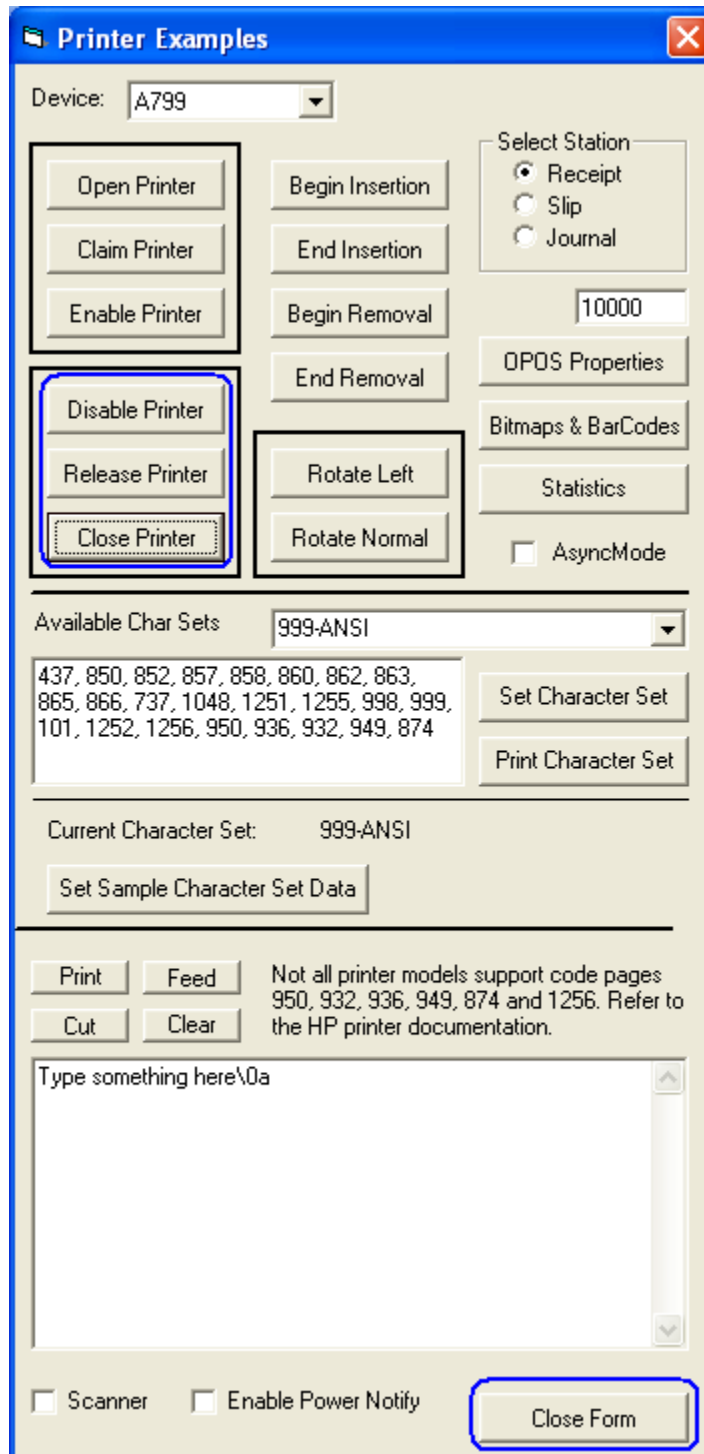 Printer Examples
Device: A799
Open Printer
Claim Printer
Enable Printer
Begin Insertion
End Insertion
Begin Removal
End Removal
Select Station
Receipt
Slip
Journal
10000
OPOS Properties
Bitmaps & BarCodes
Statistics
AsyncMode
Disable Printer
Release Printer
Close Printer
Rotate Left
Rotate Normal
Available Char Sets
999-ANSI
437, 850, 852, 857, 858, 860, 862, 863,
865, 866, 737, 1048, 1251, 1255, 998, 999,
101, 1252, 1256, 950, 936, 932, 949, 874
Set Character Set
Print Character Set
Current Character Set: 999-ANSI
Set Sample Character Set Data
Print
Feed
Cut
Clear
Not all printer models support code pages
950, 932, 936, 949, 874 and 1256. Refer to
the HP printer documentation.
Type something here\0a
Scanner
Enable Power Notify
Close Form